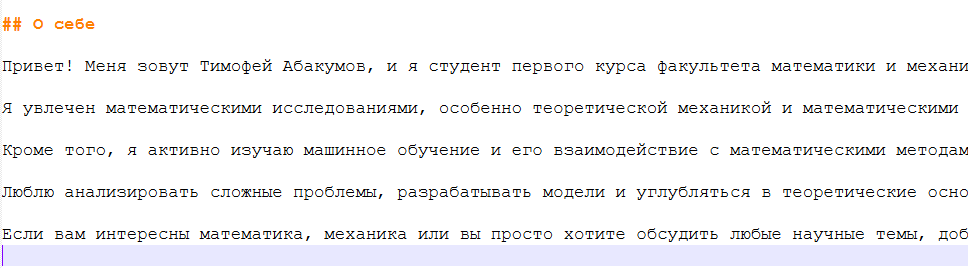 ## О себе
Привет! Меня зовут Тимофей Абакумов, и я студент первого курса факультета математики и механи
Я увлечен математическими исследованиями, особенно теоретической механикой и математическими
Кроме того, я активно изучаю машинное обучение и его взаимодействие с математическими методам
Люблю анализировать сложные проблемы, разрабатывать модели и углубляться в теоретические осно
Если вам интересны математика, механика или вы просто хотите обсудить любые научные темы, доб